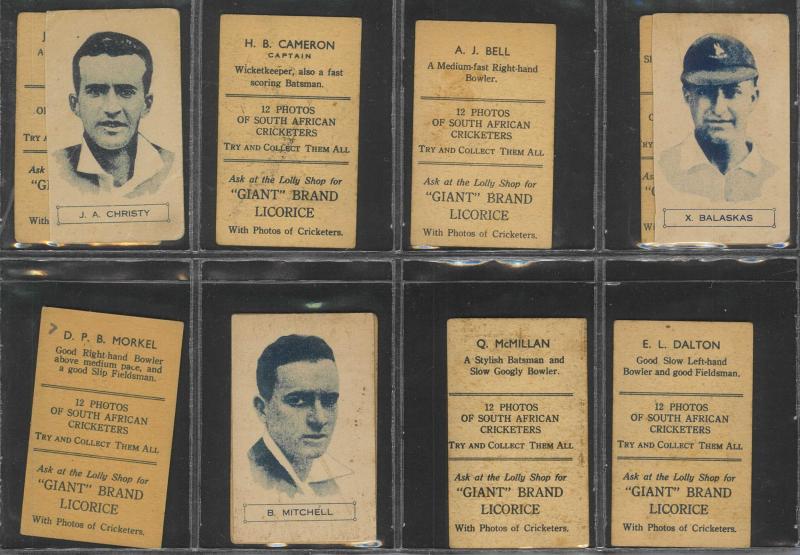 J
O
TRY A
Ask
"GIAN
With
J. A. CHRISTY
H. B. CAMERON
CAPTAIN
Wicketkeeper, also a fast
scoring Batsman.
12 PHOTOS
OF SOUTH AFRICAN
CRICKETERS
TRY AND COLLECT THEM ALL
Ask at the Lolly Shop for
"GIANT" BRAND
LICORICE
With Photos of Cricketers.
A. J. BELL
A Medium-fast Right-hand
Bowler.
12 PHOTOS
OF SOUTH AFRICAN
CRICKETERS
TRY AND COLLECT THEM ALL
Ask at the Lolly Shop for
"GIANT" BRAND
LICORICE
With Photos of Cricketers.
X. BALASKAS
D. P. B. MORKEL
Good Right-hand Bowler
above medium pace, and
a good Slip Fieldsman.
12 PHOTOS
OF SOUTH AFRICAN
CRICKETERS
TRY AND COLLECT THEM ALL
Ask at the Lolly Shop for
"GIANT" BRAND
LICORICE
With Photos of Cricketers.
B. MITCHELL
Q. McMILLAN
A Stylish Batsman and
Slow Googly Bowler.
12 PHOTOS
OF SOUTH AFRICAN
CRICKETERS
TRY AND COLLECT THEM ALL
Ask at the Lolly Shop for
"GIANT" BRAND
LICORICE
With Photos of Cricketers.
E. L. DALTON
Good Slow Left-hand
Bowler and good Fieldsman.
12 PHOTOS
OF SOUTH AFRICAN
CRICKETERS
TRY AND COLLECT THEM ALL
Ask at the Lolly Shop for
"GIANT" BRAND
LICORICE
With Photos of Cricketers.